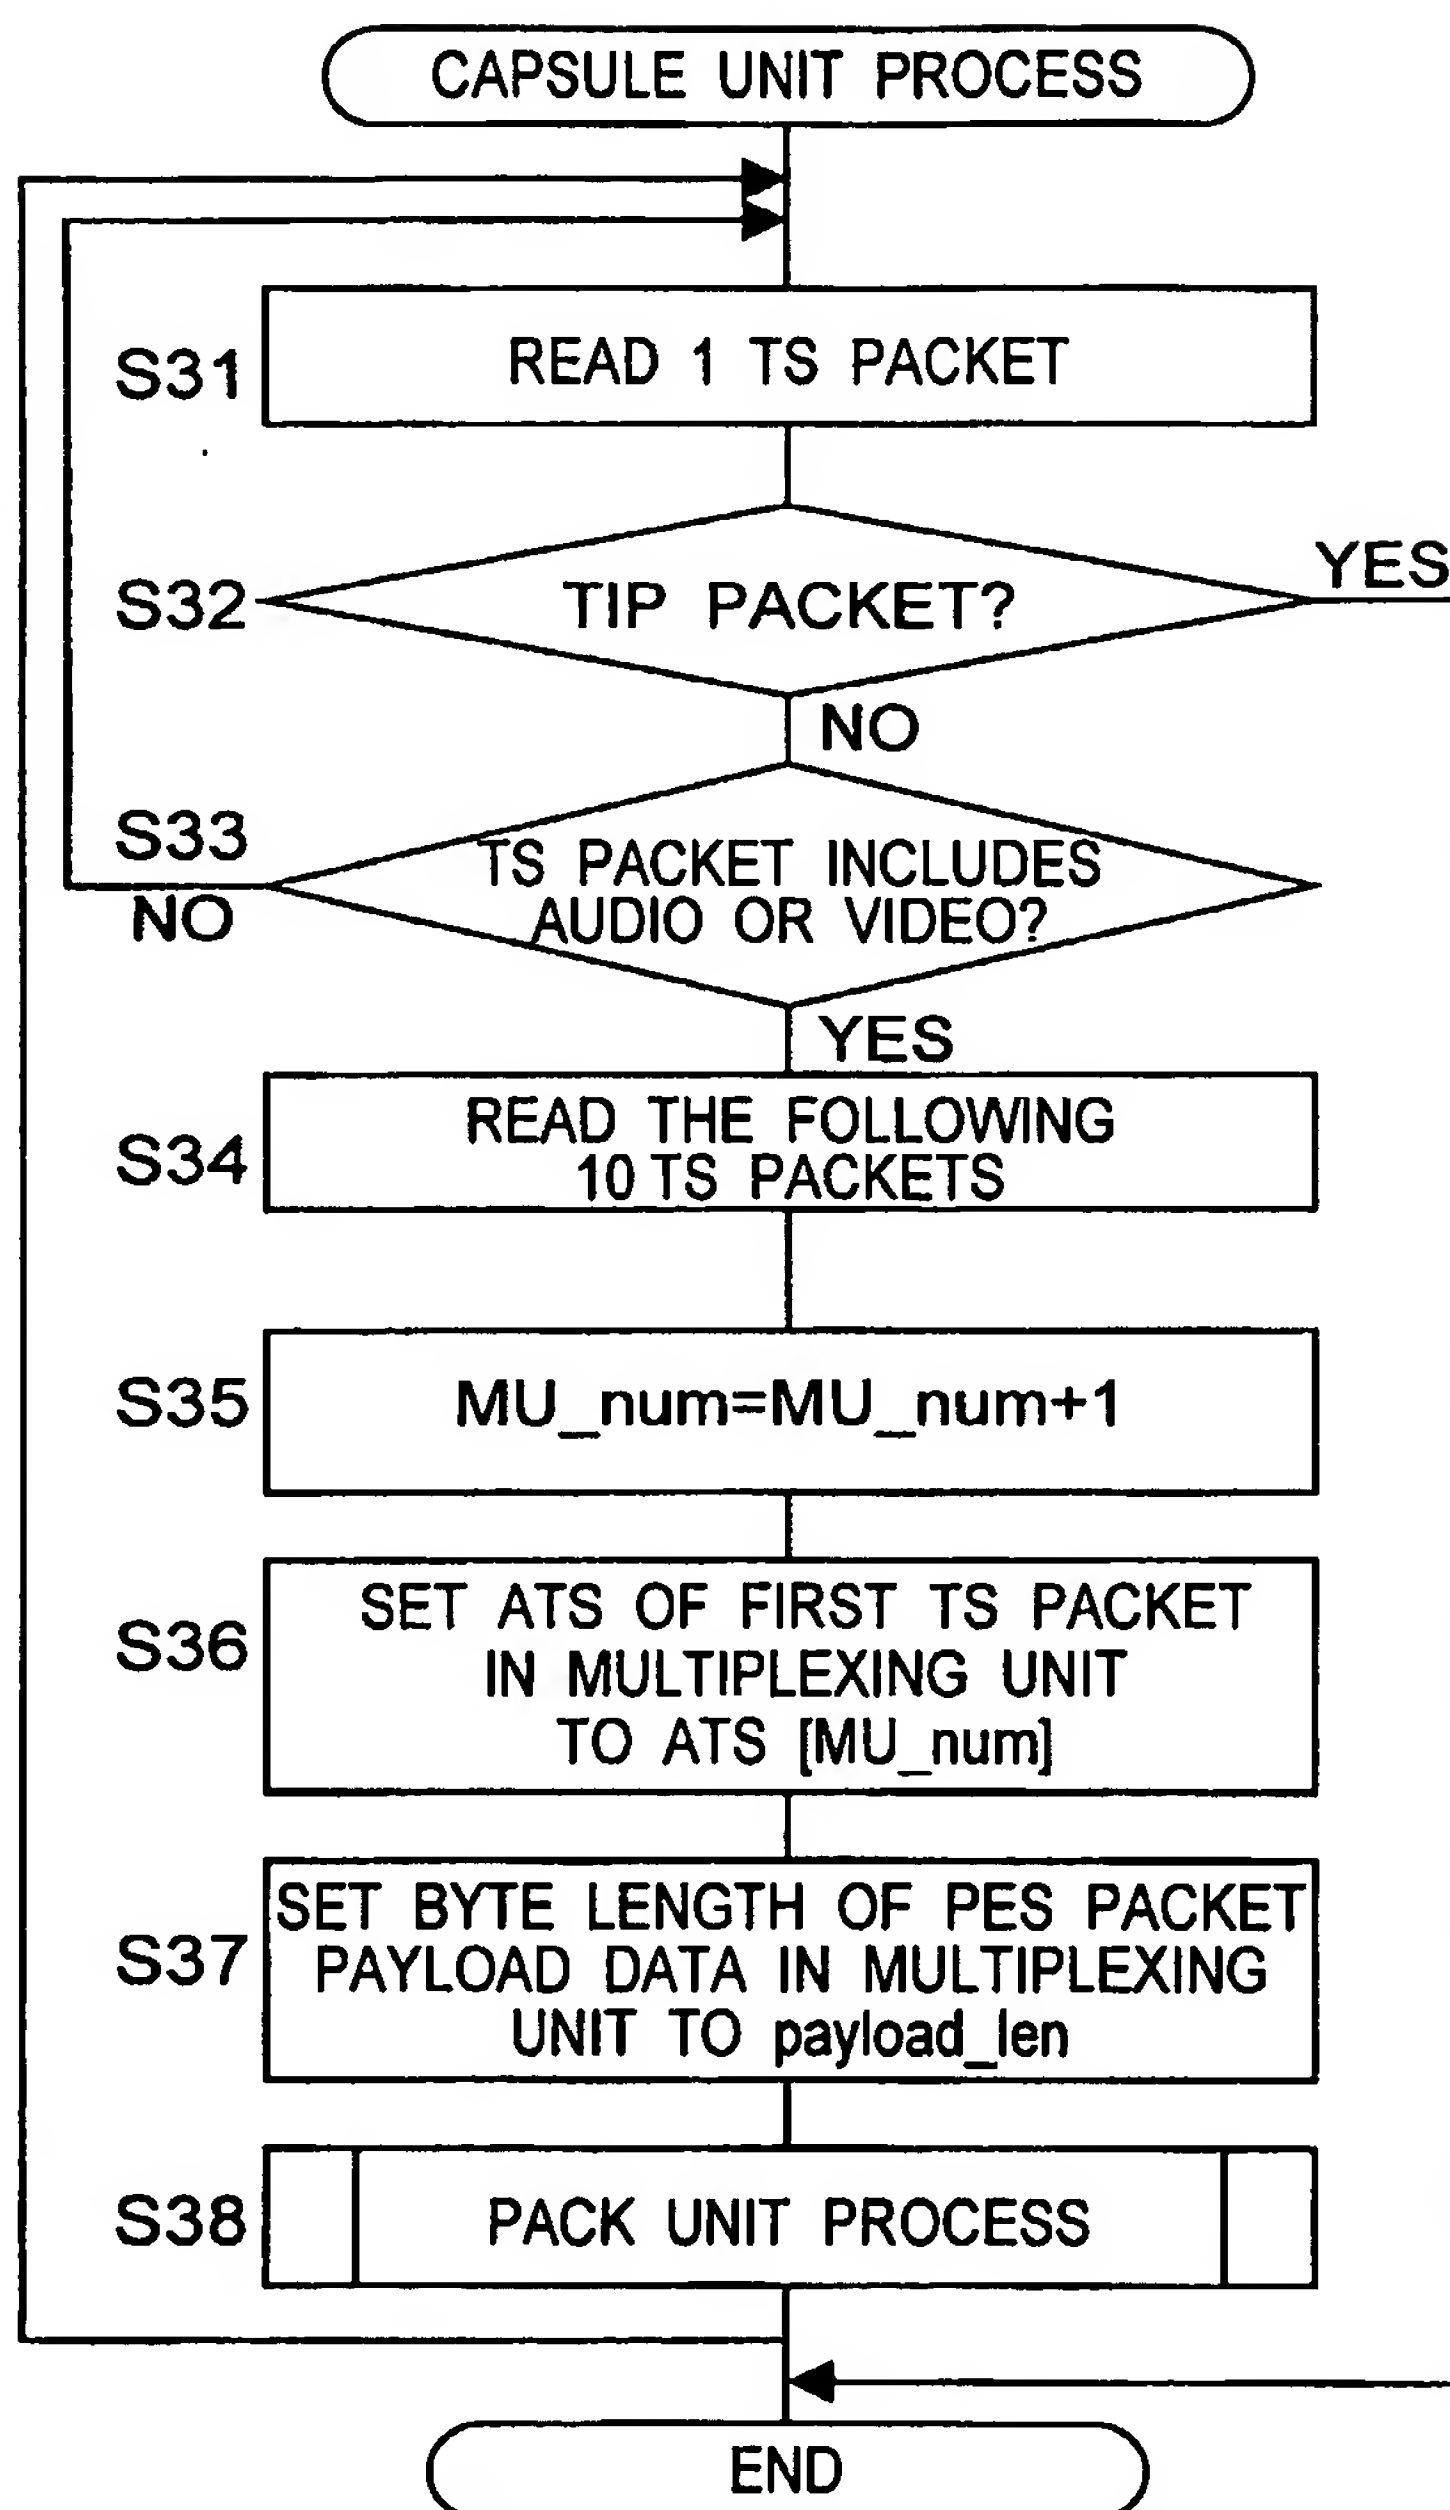 CAPSULE UNIT PROCESS
S31
READ 1 TS PACKET
S32
TIP PACKET?
YES
NO
S33
TS PACKET INCLUDES
AUDIO OR VIDEO?
NO
YES
S34
READ THE FOLLOWING
10 TS PACKETS
S35
MU_num=MU_num+1
S36
SET ATS OF FIRST TS PACKET
IN MULTIPLEXING UNIT
TO ATS [MU_num]
S37
SET BYTE LENGTH OF PES PACKET
PAYLOAD DATA IN MULTIPLEXING
UNIT TO payload_len
S38
PACK UNIT PROCESS
END